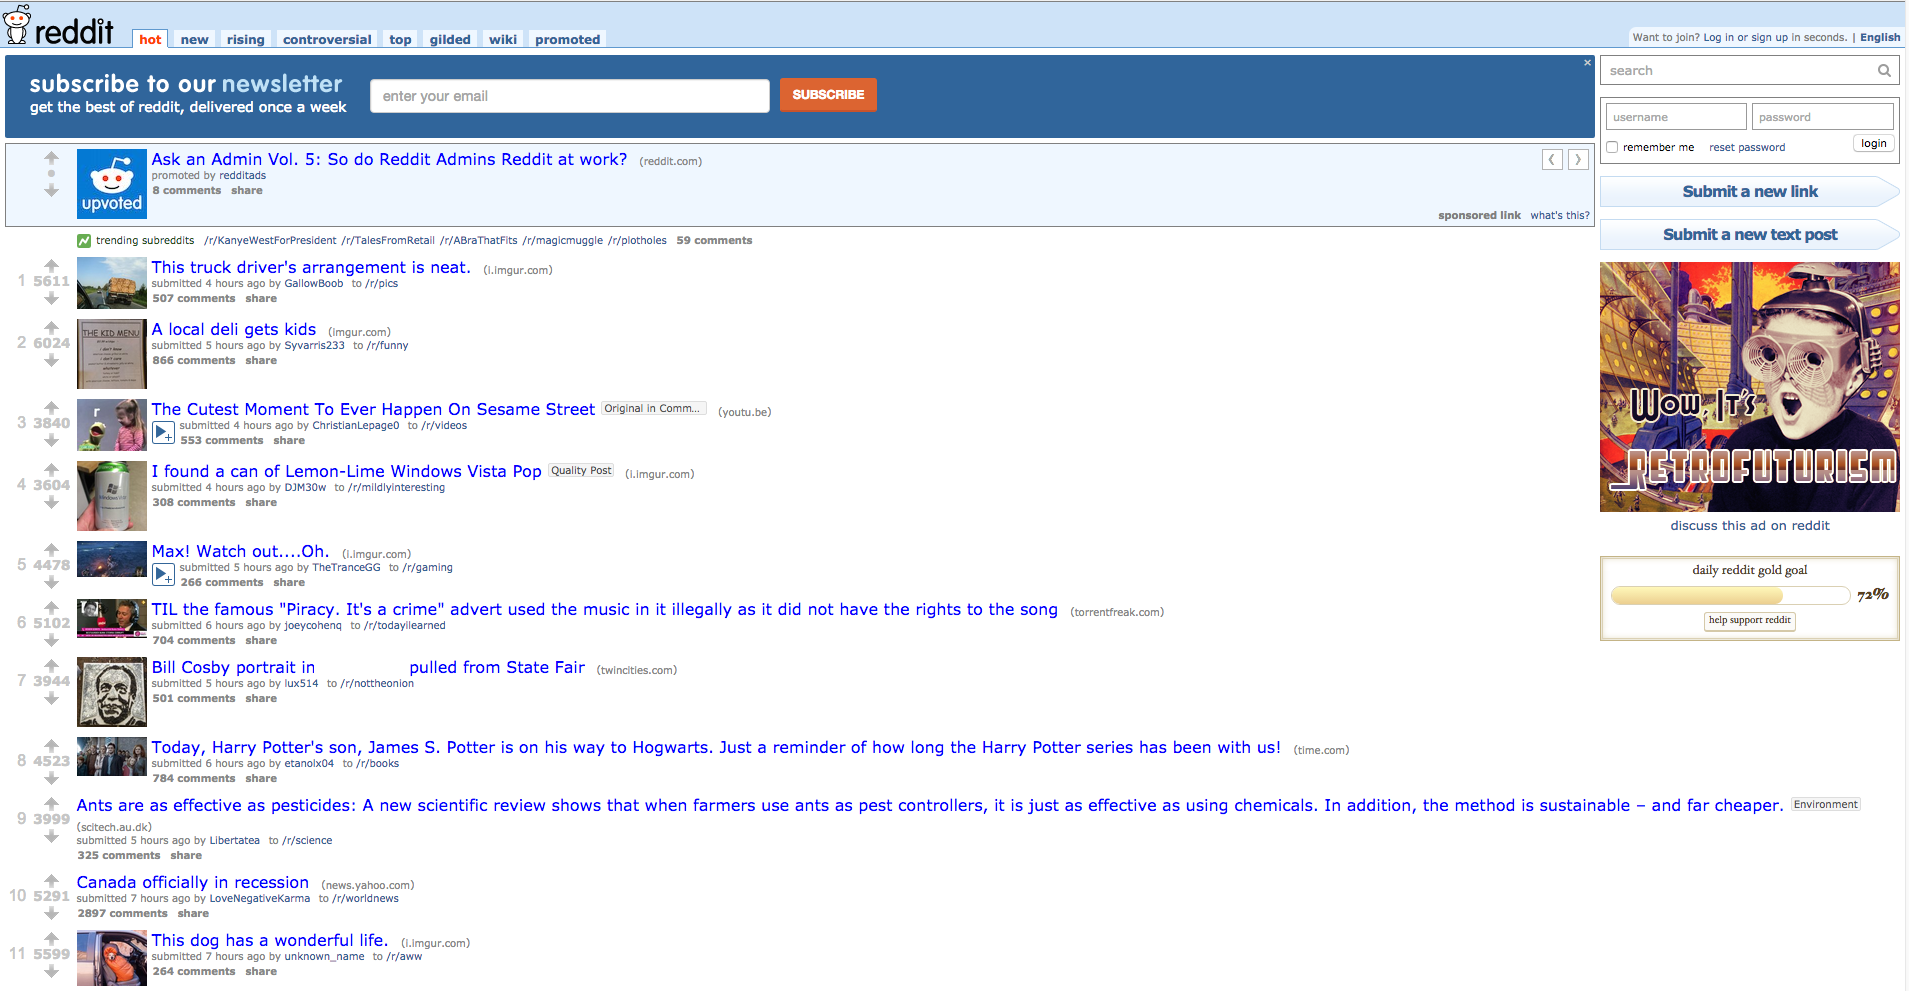 reddit
hot new rising controversial top gilded wiki promoted
Want to join? Log in or sign up in seconds. | English
subscribe to our newsletter
get the best of reddit, delivered once a week
enter your email
SUBSCRIBE
×
search
username password
remember me reset password login
Submit a new link
Submit a new text post
upvoted
Ask an Admin Vol. 5: So do Reddit Admins Reddit at work? (reddit.com)
promoted by redditads
8 comments share
sponsored link what's this?
trending subreddits /r/KanyeWestForPresident /r/TalesFromRetail /r/ABraThatFits /r/magicmuggle /r/plotholes 59 comments
1 5611
This truck driver's arrangement is neat. (i.imgur.com)
submitted 4 hours ago by GallowBoob to /r/pics
507 comments share
2 6024
THE KID MENU
A local deli gets kids (imgur.com)
submitted 5 hours ago by Syvarris233 to /r/funny
866 comments share
3 3840
The Cutest Moment To Ever Happen On Sesame Street Original in Comm... (youtu.be)
submitted 4 hours ago by ChristianLepage0 to /r/videos
553 comments share
4 3604
I found a can of Lemon-Lime Windows Vista Pop Quality Post (i.imgur.com)
submitted 4 hours ago by DJM30w to /r/mildlyinteresting
308 comments share
5 4478
Max! Watch out....Oh. (i.imgur.com)
submitted 5 hours ago by TheTranceGG to /r/gaming
266 comments share
6 5102
TIL the famous "Piracy. It's a crime" advert used the music in it illegally as it did not have the rights to the song (torrentfreak.com)
submitted 6 hours ago by joeycohenq to /r/todayilearned
704 comments share
7 3944
Bill Cosby portrait in pulled from State Fair (twincities.com)
submitted 5 hours ago by lux514 to /r/nottheonion
501 comments share
8 4523
Today, Harry Potter's son, James S. Potter is on his way to Hogwarts. Just a reminder of how long the Harry Potter series has been with us! (time.com)
submitted 6 hours ago by etanolx04 to /r/books
784 comments share
9 3999
Ants are as effective as pesticides: A new scientific review shows that when farmers use ants as pest controllers, it is just as effective as using chemicals. In addition, the method is sustainable – and far cheaper. Environment
(scitech.au.dk)
submitted 5 hours ago by Libertatea to /r/science
325 comments share
10 5291
Canada officially in recession (news.yahoo.com)
submitted 7 hours ago by LoveNegativeKarma to /r/worldnews
2897 comments share
11 5599
This dog has a wonderful life. (i.imgur.com)
submitted 7 hours ago by unknown_name to /r/aww
264 comments share
Wow, It's
RETROFUTURISM
discuss this ad on reddit
daily reddit gold goal
72%
help support reddit